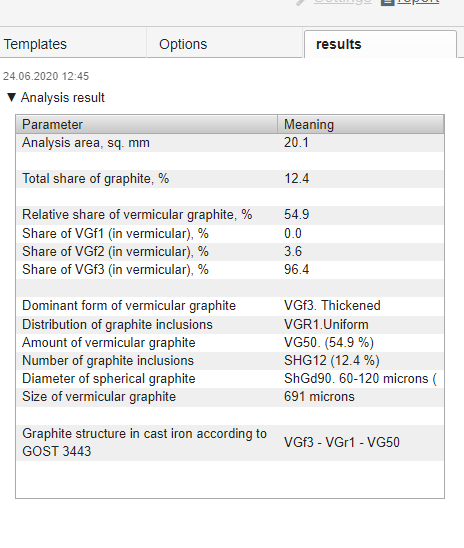 Settings report
Templates Options results
24.06.2020 12:45
▼ Analysis result
Parameter Meaning
Analysis area, sq. mm 20.1
Total share of graphite, % 12.4
Relative share of vermicular graphite, % 54.9
Share of VGf1 (in vermicular), % 0.0
Share of VGf2 (in vermicular), % 3.6
Share of VGf3 (in vermicular), % 96.4
Dominant form of vermicular graphite VGf3. Thickened
Distribution of graphite inclusions VGR1.Uniform
Amount of vermicular graphite VG50. (54.9 %)
Number of graphite inclusions SHG12 (12.4 %)
Diameter of spherical graphite ShGd90. 60-120 microns (
Size of vermicular graphite 691 microns
Graphite structure in cast iron according to
GOST 3443 VGf3 - VGr1 - VG50